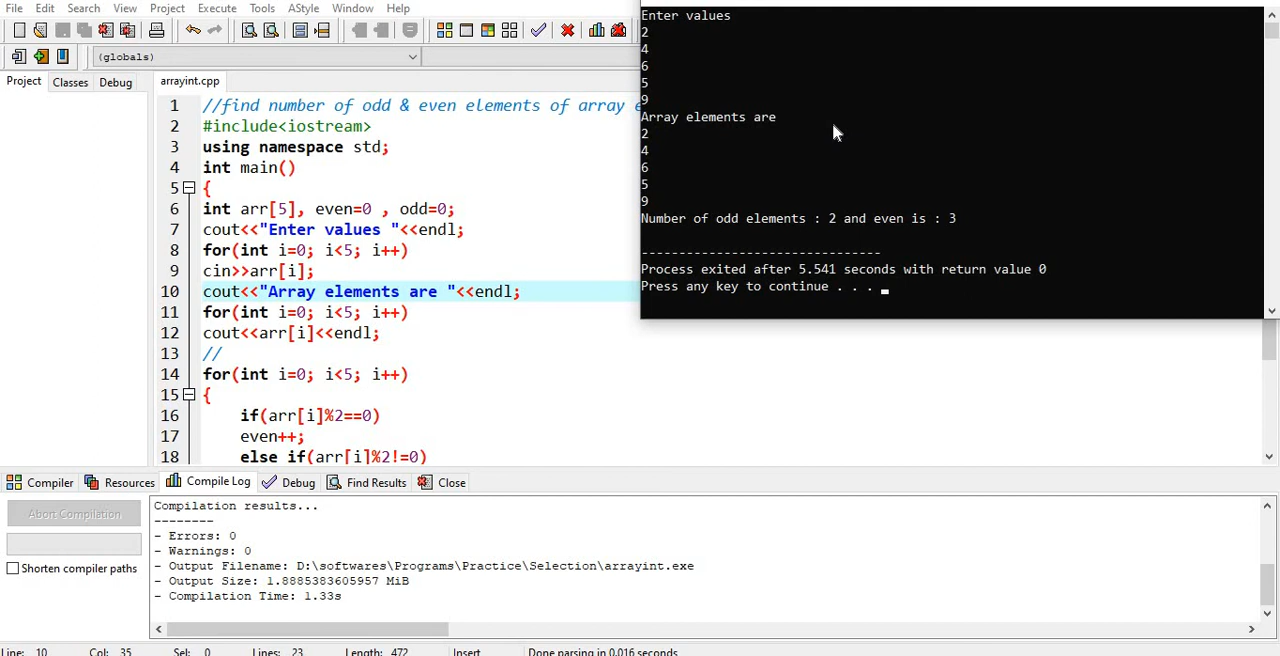 File Edit Search View Project Execute Tools AStyle Window Help
(globals)
Project Classes Debug
arrayint.cpp
1 //find number of odd & even elements of array
2 #include<iostream>
3 using namespace std;
4 int main()
5 {
6 int arr[5], even=0 , odd=0;
7 cout<<"Enter values "<<endl;
8 for(int i=0; i<5; i++)
9 cin>>arr[i];
10 cout<<"Array elements are "<<endl;
11 for(int i=0; i<5; i++)
12 cout<<arr[i]<<endl;
13 //
14 for(int i=0; i<5; i++)
15 {
16 if(arr[i]%2==0)
17 even++;
18 else if(arr[i]%2!=0)
Enter values
2
4
6
5
9
Array elements are
2
4
6
5
9
Number of odd elements : 2 and even is : 3
--------------------------------
Process exited after 5.541 seconds with return value 0
Press any key to continue . . .
Compiler Resources Compile Log Debug Find Results Close
Abort Compilation
Shorten compiler paths
Compilation results...
--------
- Errors: 0
- Warnings: 0
- Output Filename: D:\softwares\Programs\Practice\Selection\arrayint.exe
- Output Size: 1.8885383605957 MiB
- Compilation Time: 1.33s
Line: 10 Col: 35 Sel: 0 Lines: 23 Length: 472 Insert Done parsing in 0.016 seconds